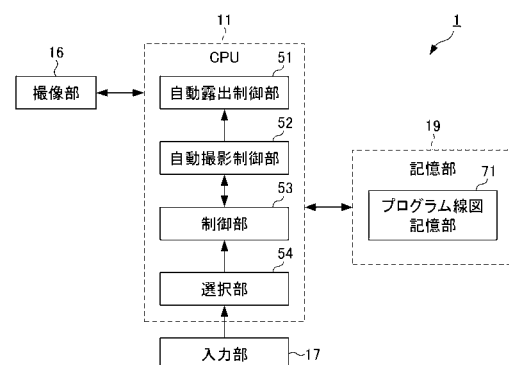 11
1
CPU
16
撮像部
51
自動露出制御部
52
自動撮影制御部
53
制御部
54
選択部
入力部
17
19
記憶部
71
プログラム線図
記憶部